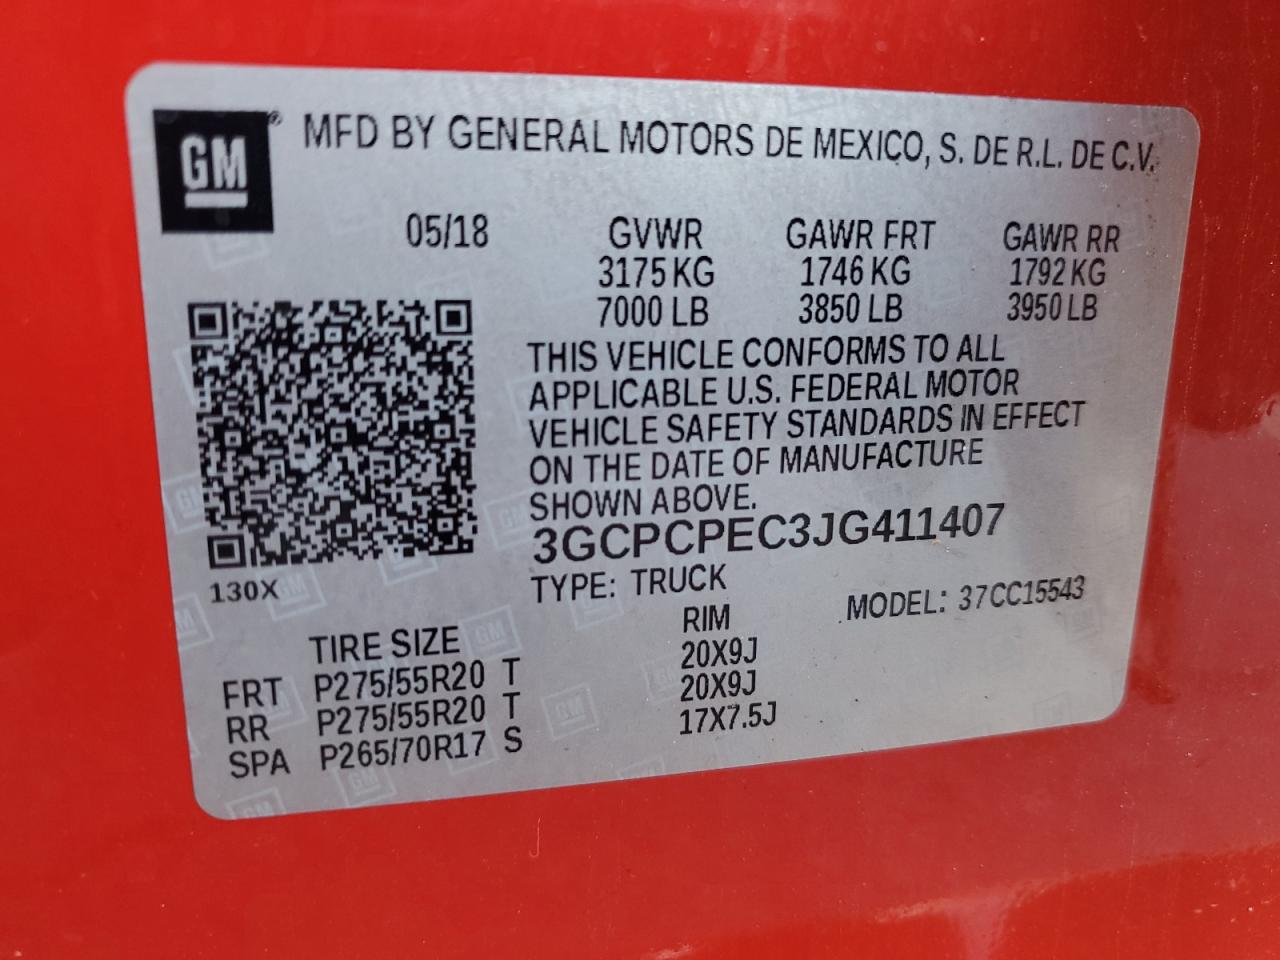 GM® MFD BY GENERAL MOTORS DE MEXICO, S. DE R.L. DE C.V.
05/18 GVWR GAWR FRT GAWR RR
3175 KG 1746 KG 1792 KG
7000 LB 3850 LB 3950 LB
THIS VEHICLE CONFORMS TO ALL
APPLICABLE U.S. FEDERAL MOTOR
VEHICLE SAFETY STANDARDS IN EFFECT
ON THE DATE OF MANUFACTURE
SHOWN ABOVE.
3GCPCPEC3JG411407
130X TYPE: TRUCK MODEL: 37CC15543
TIRE SIZE RIM
FRT P275/55R20 T 20X9J
RR P275/55R20 T 20X9J
SPA P265/70R17 S 17X7.5J